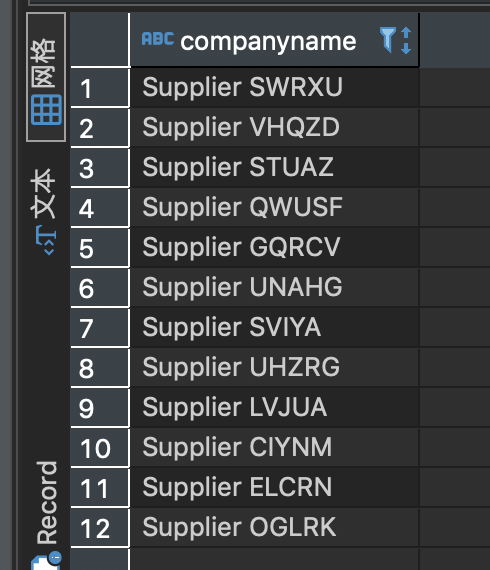 网格
文本
Record
ABC companyname
1 Supplier SWRXU
2 Supplier VHQZD
3 Supplier STUAZ
4 Supplier QWUSF
5 Supplier GQRCV
6 Supplier UNAHG
7 Supplier SVIYA
8 Supplier UHZRG
9 Supplier LVJUA
10 Supplier CIYNM
11 Supplier ELCRN
12 Supplier OGLRK